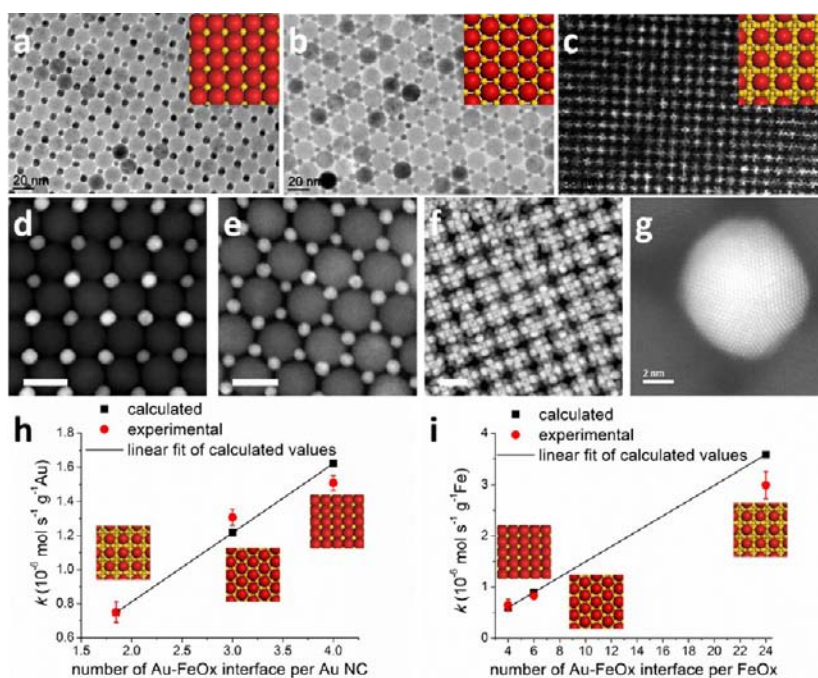 a
b
c
20 nm
20 nm
d
e
f
g
2 nm
h
calculated
experimental
linear fit of calculated values
1.8
1.6
1.4
1.2
1.0
0.8
0.6
k (10⁻⁶ mol s⁻¹ g⁻¹Au)
2.0 2.5 3.0 3.5 4.0
number of Au-FeOx interface per Au NC
i
calculated
experimental
linear fit of calculated values
4
3
2
1
0
k (10⁻⁶ mol s⁻¹ g⁻¹Fe)
4 6 8 10 12 14 16 18 20 22 24
number of Au-FeOx interface per FeOx